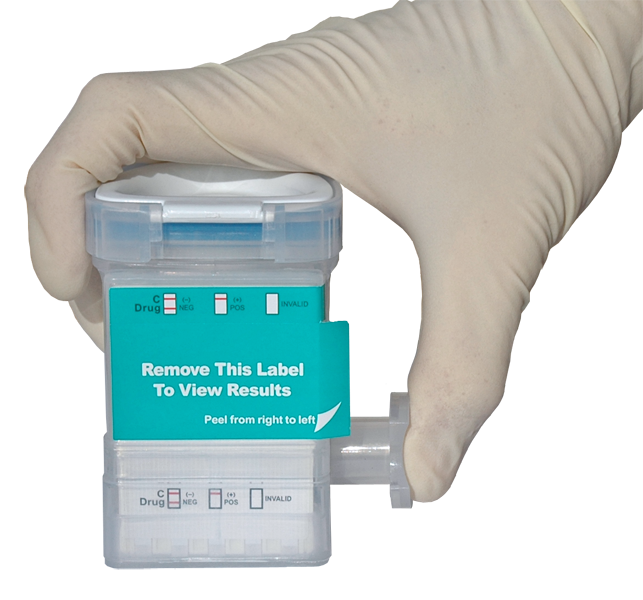 C (−) (+)
Drug NEG POS INVALID
Remove This Label
To View Results
Peel from right to left
C (−) (+)
Drug NEG POS INVALID